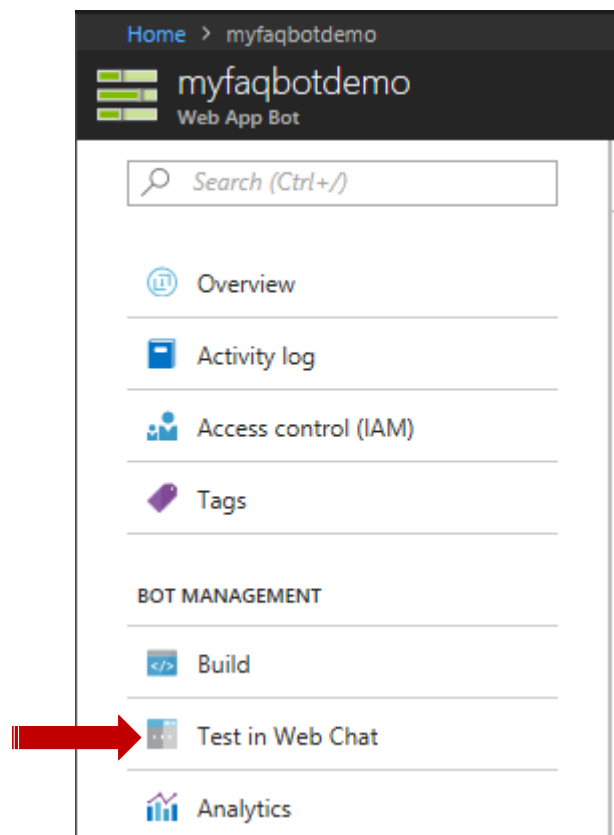 Home > myfaqbotdemo
myfaqbotdemo
Web App Bot
Search (Ctrl+/)
Overview
Activity log
Access control (IAM)
Tags
BOT MANAGEMENT
Build
Test in Web Chat
Analytics